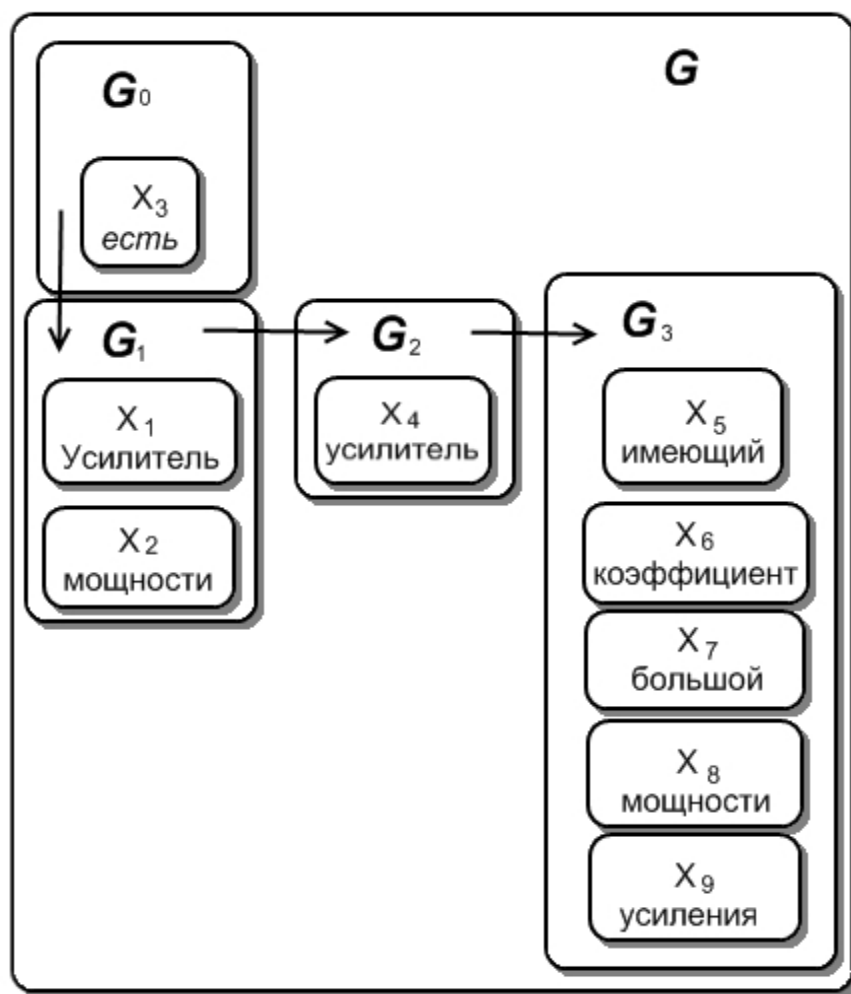 G
G0
X3
есть
G1
X1
Усилитель
X2
мощности
G2
X4
усилитель
G3
X5
имеющий
X6
коэффициент
X7
большой
X8
мощности
X9
усиления